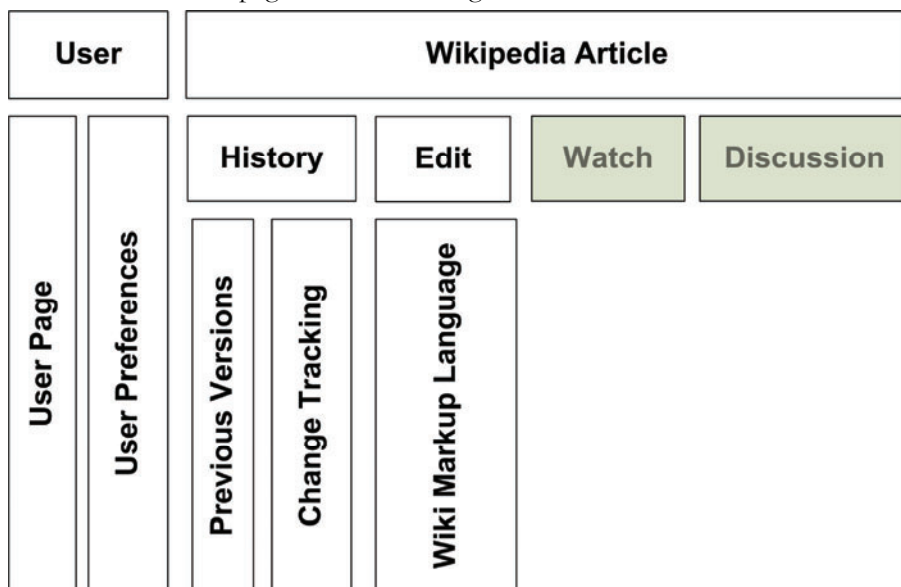 User
Wikipedia Article
History
Edit
Watch
Discussion
User Page
User Preferences
Previous Versions
Change Tracking
Wiki Markup Language